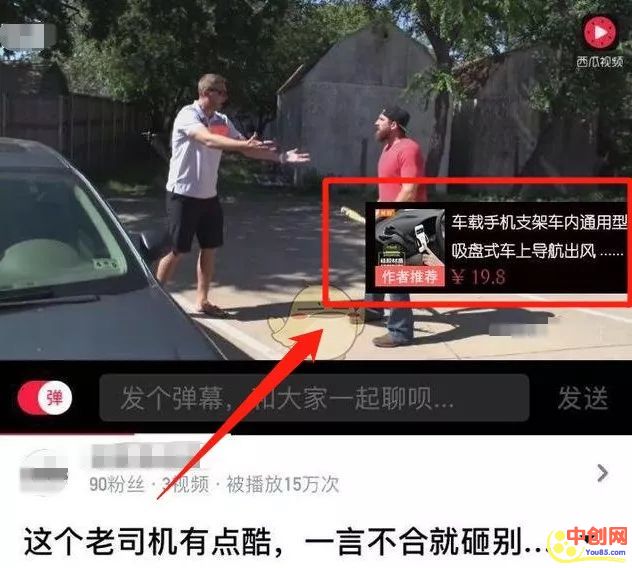 西瓜视频
车载手机支架车内通用型
吸盘式车上导航出风 ......
作者推荐
¥ 19.8
弹
发个弹幕，和大家一起聊呗...
发送
90粉丝 · 3视频 · 被播放15万次
这个老司机有点酷，一言不合就砸别...
中创网
You85.com